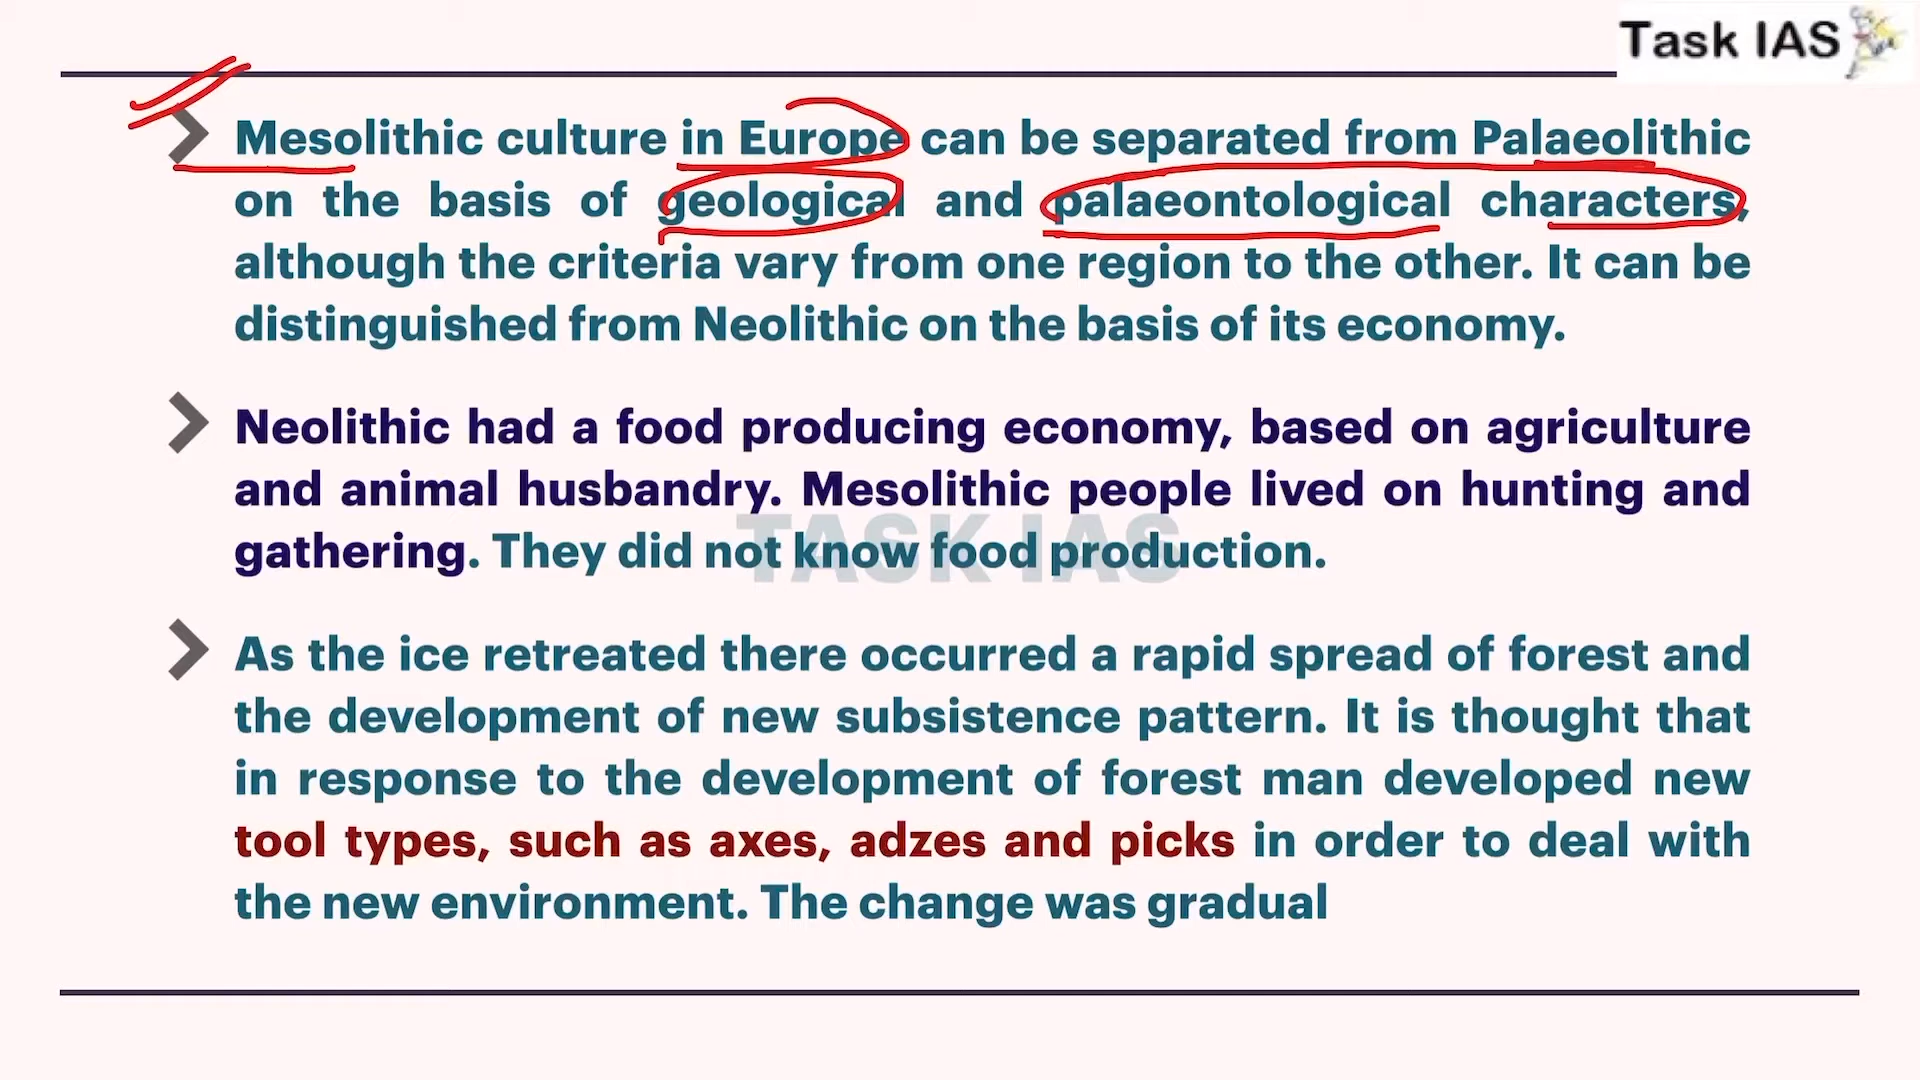 Task IAS
Mesolithic culture in Europe can be separated from Palaeolithic
on the basis of geological and palaeontological characters,
although the criteria vary from one region to the other. It can be
distinguished from Neolithic on the basis of its economy.
Neolithic had a food producing economy, based on agriculture
and animal husbandry. Mesolithic people lived on hunting and
gathering. They did not know food production.
TASK IAS
As the ice retreated there occurred a rapid spread of forest and
the development of new subsistence pattern. It is thought that
in response to the development of forest man developed new
tool types, such as axes, adzes and picks in order to deal with
the new environment. The change was gradual